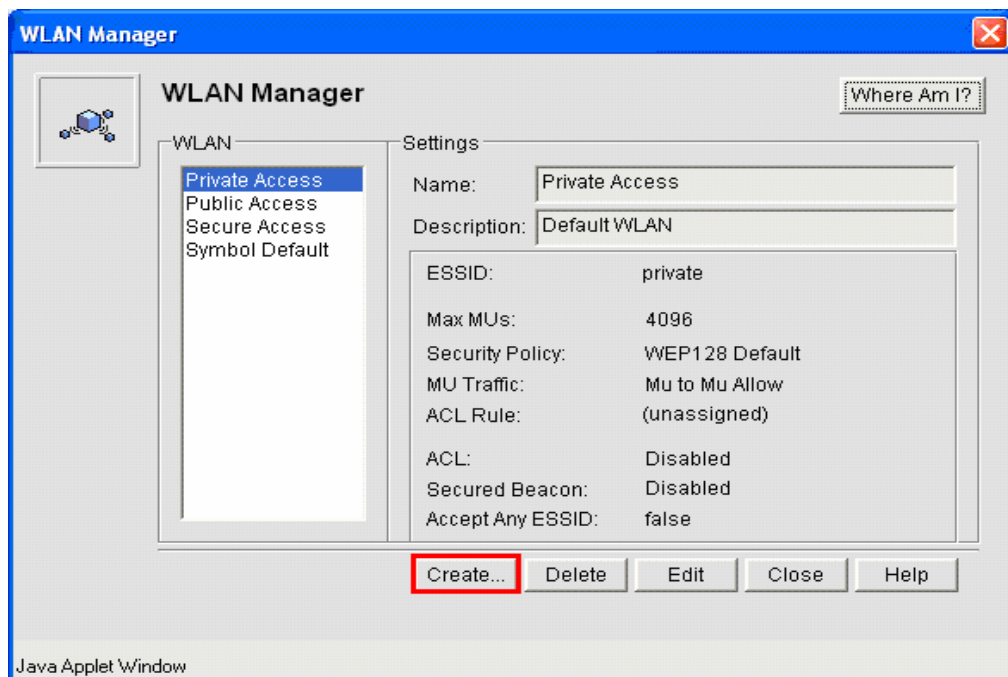 WLAN Manager
WLAN Manager
Where Am I?
WLAN
Private Access
Public Access
Secure Access
Symbol Default
Settings
Name: Private Access
Description: Default WLAN
ESSID: private
Max MUs: 4096
Security Policy: WEP128 Default
MU Traffic: Mu to Mu Allow
ACL Rule: (unassigned)
ACL: Disabled
Secured Beacon: Disabled
Accept Any ESSID: false
Create... Delete Edit Close Help
Java Applet Window